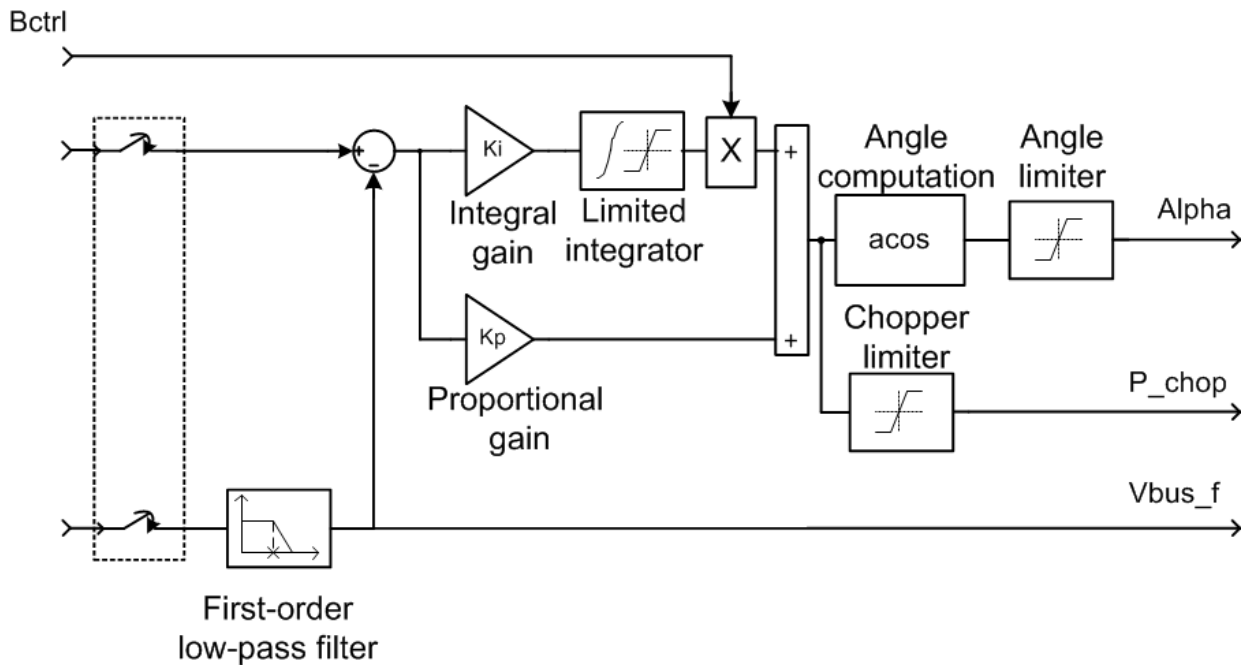 Bctrl
+
-
Ki
Integral
gain
Limited
integrator
X
+
Angle
computation
acos
Angle
limiter
Alpha
Kp
Proportional
gain
+
Chopper
limiter
P_chop
Vbus_f
First-order
low-pass filter